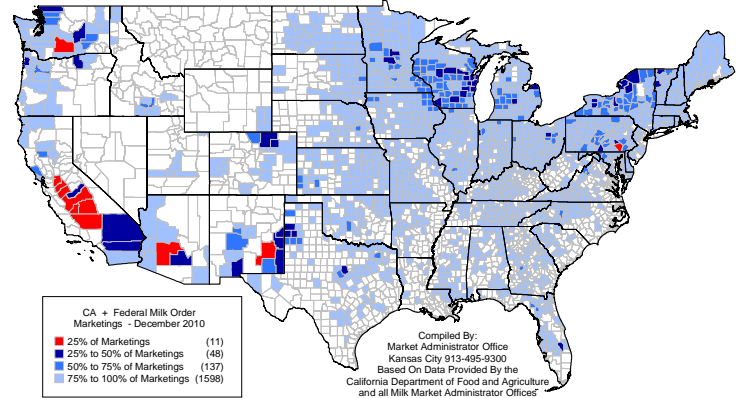 CA + Federal Milk Order
Marketings - December 2010
25% of Marketings (11)
25% to 50% of Marketings (48)
50% to 75% of Marketings (137)
75% to 100% of Marketings (1598)
Compiled By:
Market Administrator Office
Kansas City 913-495-9300
Based On Data Provided By the
California Department of Food and Agriculture
and all Milk Market Administrator Offices